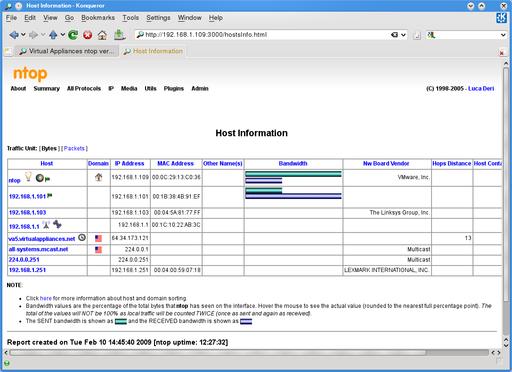 Host Information - Konqueror
File Edit View Go Bookmarks Tools Settings Window Help
http://192.168.1.109:3000/hostsInfo.html
Virtual Appliances ntop ver...
Host Information
ntop
About Summary All Protocols IP Media Utils Plugins Admin
(C) 1998-2005 - Luca Deri
Host Information
Traffic Unit: [ Bytes ] [ Packets ]
Host Domain IP Address MAC Address Other Name(s) Bandwidth Nw Board Vendor Hops Distance Host Conta
ntop 192.168.1.109 00:0C:29:13:C0:36 VMware, Inc.
192.168.1.101 192.168.1.101 00:1B:38:4B:91:EF
192.168.1.103 192.168.1.103 00:04:5A:81:77:FF The Linksys Group, Inc.
192.168.1.1 192.168.1.1 00:1C:10:22:AB:3C
va5.virtualappliances.net 64.34.173.121 13
all-systems.mcast.net 224.0.0.1 Multicast
224.0.0.251 224.0.0.251 Multicast
192.168.1.251 192.168.1.251 00:04:00:59:07:18 LEXMARK INTERNATIONAL, INC.
NOTE:
Click here for more information about host and domain sorting.
Bandwidth values are the percentage of the total bytes that ntop has seen on the interface. Hover the mouse to see the actual value (rounded to the nearest full percentage point). The
total of the values will NOT be 100% as local traffic will be counted TWICE (once as sent and again as received).
The SENT bandwidth is shown as and the RECEIVED bandwidth is shown as
Report created on Tue Feb 10 14:45:40 2009 [ntop uptime: 12:27:32]